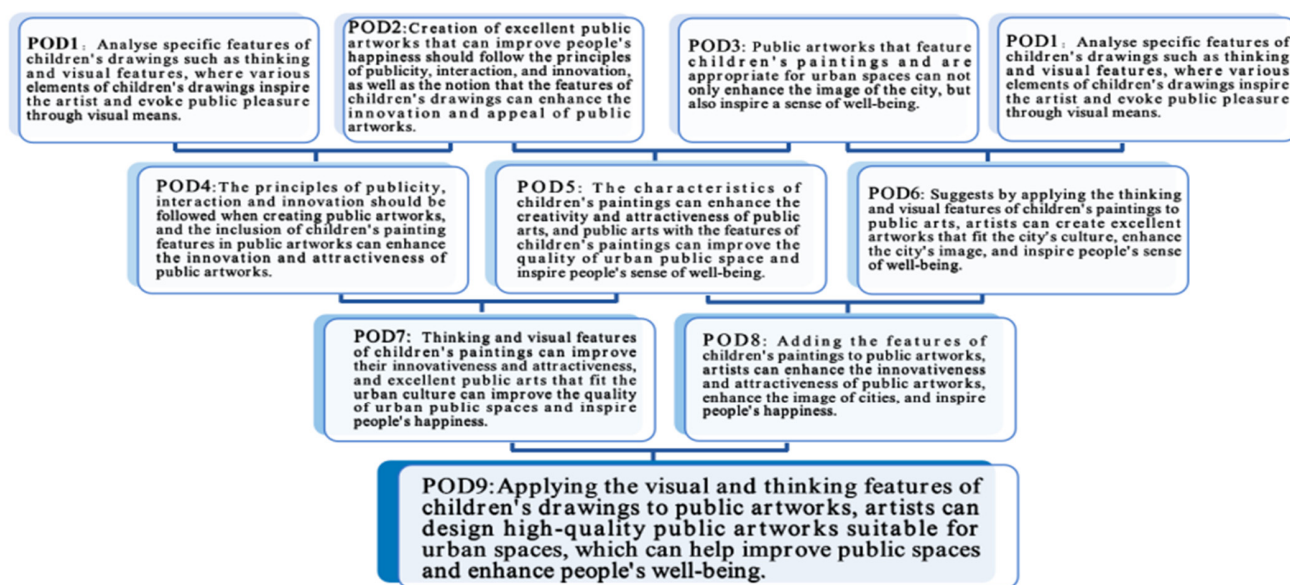 POD1：Analyse specific features of
children's drawings such as thinking
and visual features, where various
elements of children's drawings inspire
the artist and evoke public pleasure
through visual means.
POD2:Creation of excellent public
artworks that can improve people's
happiness should follow the principles
of publicity, interaction, and innovation,
as well as the notion that the features of
children's drawings can enhance the
innovation and appeal of public
artworks.
POD3: Public artworks that feature
children's paintings and are
appropriate for urban spaces can not
only enhance the image of the city, but
also inspire a sense of well-being.
POD1：Analyse specific features of
children's drawings such as thinking
and visual features, where various
elements of children's drawings inspire
the artist and evoke public pleasure
through visual means.
POD4:The principles of publicity,
interaction and innovation should be
followed when creating public artworks,
and the inclusion of children's painting
features in public artworks can enhance
the innovation and attractiveness of
public artworks.
POD5: The characteristics of
children's paintings can enhance the
creativity and attractiveness of public
arts, and public arts with the features of
children's paintings can improve the
quality of urban public space and
inspire people's sense of well-being.
POD6: Suggests by applying the thinking
and visual features of children's paintings to
public arts, artists can create excellent
artworks that fit the city's culture, enhance
the city's image, and inspire people's sense
of well-being.
POD7: Thinking and visual features
of children's paintings can improve
their innovativeness and attractiveness,
and excellent public arts that fit the
urban culture can improve the quality
of urban public spaces and inspire
people's happiness.
POD8: Adding the features of
children's paintings to public artworks,
artists can enhance the innovativeness
and attractiveness of public artworks,
enhance the image of cities, and inspire
people's happiness.
POD9:Applying the visual and thinking features of
children's drawings to public artworks, artists can
design high-quality public artworks suitable for
urban spaces, which can help improve public spaces
and enhance people's well-being.